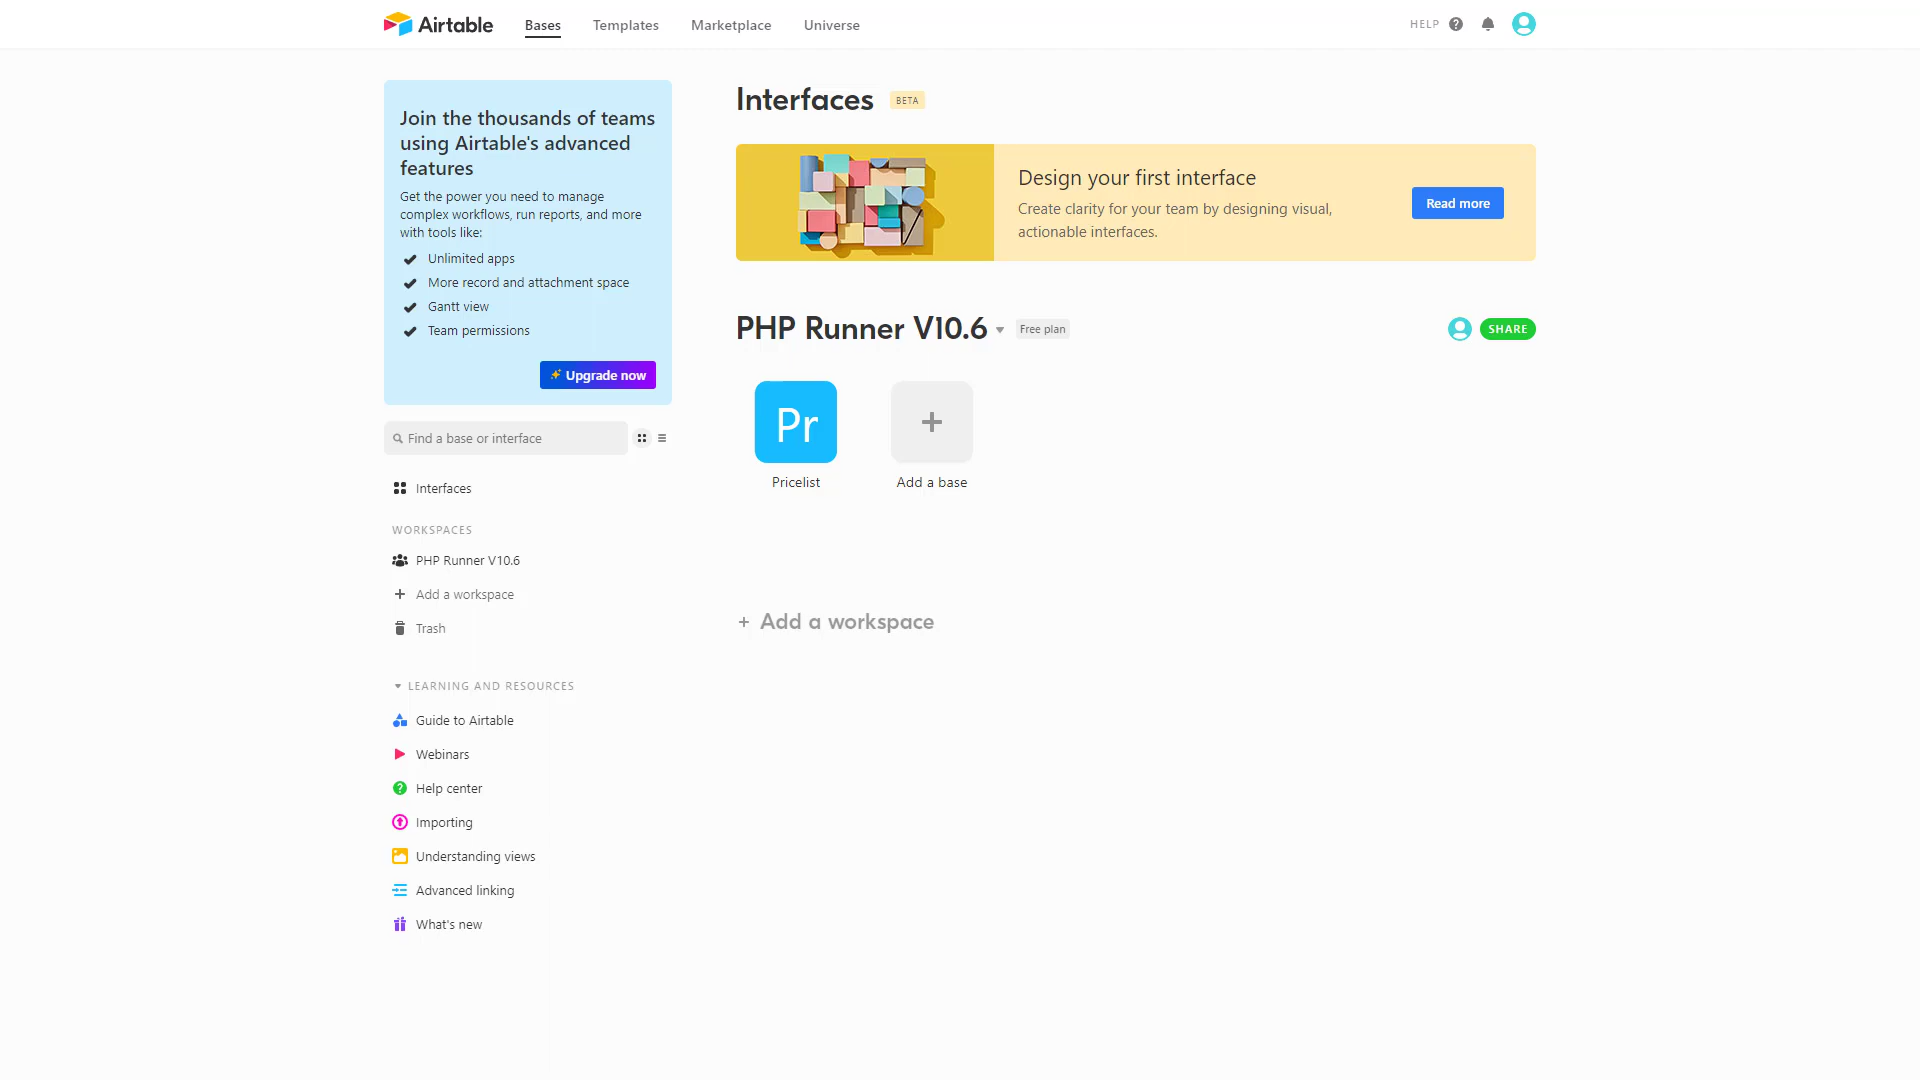 Airtable
Bases
Templates
Marketplace
Universe
HELP
Join the thousands of teams
using Airtable's advanced
features
Get the power you need to manage
complex workflows, run reports, and more
with tools like:
Unlimited apps
More record and attachment space
Gantt view
Team permissions
Upgrade now
Find a base or interface
Interfaces
WORKSPACES
PHP Runner V10.6
Add a workspace
Trash
LEARNING AND RESOURCES
Guide to Airtable
Webinars
Help center
Importing
Understanding views
Advanced linking
What's new
Interfaces
BETA
Design your first interface
Create clarity for your team by designing visual,
actionable interfaces.
Read more
PHP Runner V10.6
Free plan
SHARE
Pr
Pricelist
+
Add a base
+ Add a workspace